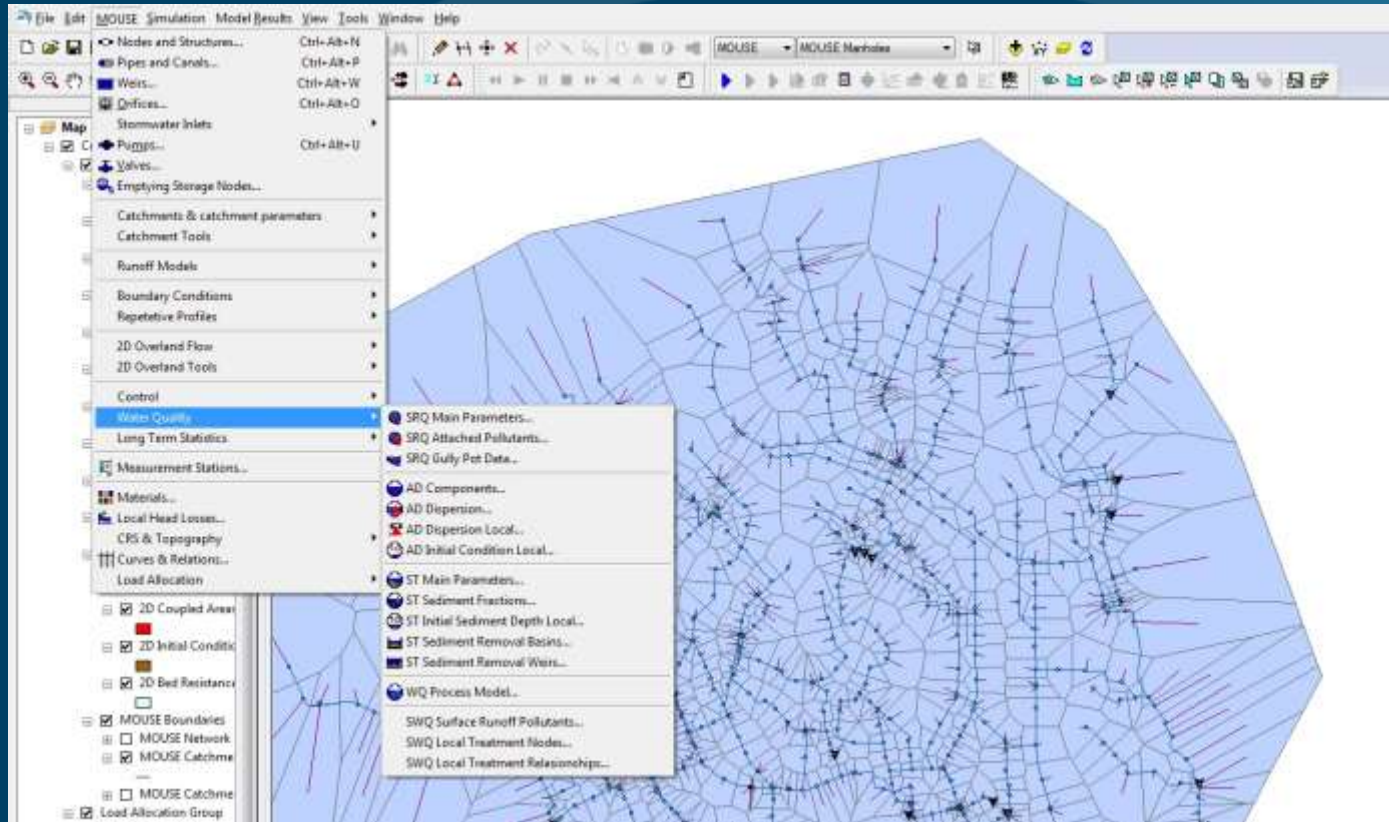 File Edit MOUSE Simulation Model Results View Tools Window Help
MOUSE MOUSE Manholes
Nodes and Structures... Ctrl+Alt+N
Pipes and Canals... Ctrl+Alt+P
Weirs... Ctrl+Alt+W
Orifices... Ctrl+Alt+O
Stormwater Inlets
Pumps... Ctrl+Alt+U
Valves...
Emptying Storage Nodes...
Catchments & catchment parameters
Catchment Tools
Runoff Models
Boundary Conditions
Repetetive Profiles
2D Overland Flow
2D Overland Tools
Control
Water Quality
Long Term Statistics
Measurement Stations...
Materials...
Local Head Losses...
CRS & Topography
Curves & Relations...
Load Allocation
SRQ Main Parameters...
SRQ Attached Pollutants...
SRQ Gully Pot Data...
AD Components...
AD Dispersion...
AD Dispersion Local...
AD Initial Condition Local...
ST Main Parameters...
ST Sediment Fractions...
ST Initial Sediment Depth Local...
ST Sediment Removal Basins...
ST Sediment Removal Weirs...
WQ Process Model...
SWQ Surface Runoff Pollutants...
SWQ Local Treatment Nodes...
SWQ Local Treatment Relasionships...
Map
2D Coupled Areas
2D Initial Conditic
2D Bed Resistance
MOUSE Boundaries
MOUSE Network
MOUSE Catchme
MOUSE Catchme
Load Allocation Group